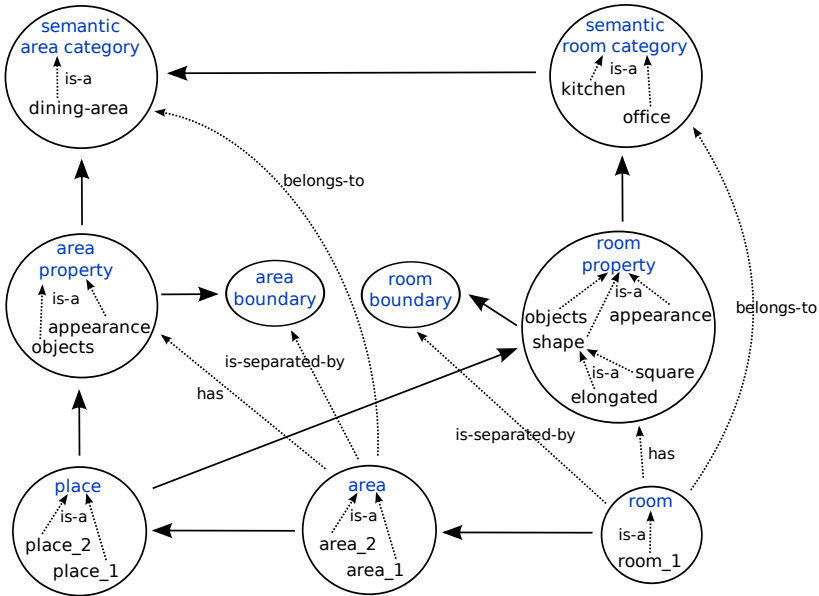 semantic
area category
is-a
dining-area
semantic
room category
is-a
kitchen
office
belongs-to
area
property
is-a
appearance
objects
area
boundary
room
boundary
room
property
is-a
objects
appearance
shape
is-a
square
elongated
belongs-to
is-separated-by
has
is-separated-by
has
place
is-a
place_2
place_1
area
is-a
area_2
area_1
room
is-a
room_1